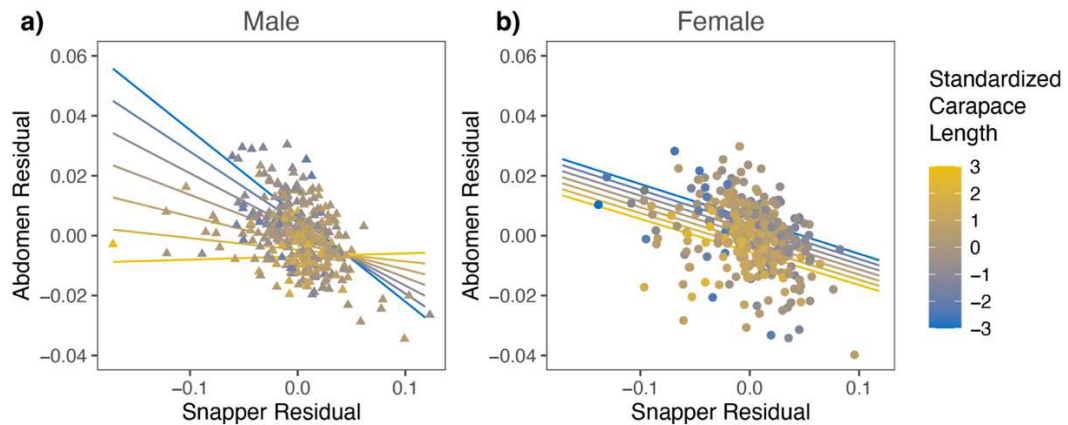 a) Male
b) Female
0.06
0.04
0.02
0.00
−0.02
−0.04
Abdomen Residual
−0.1
0.0
0.1
Snapper Residual
0.06
0.04
0.02
0.00
−0.02
−0.04
Abdomen Residual
−0.1
0.0
0.1
Snapper Residual
Standardized
Carapace
Length
3
2
1
0
−1
−2
−3